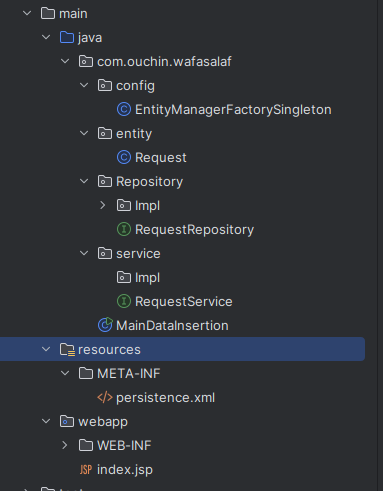 main
java
com.ouchin.wafasalaf
config
EntityManagerFactorySingleton
entity
Request
Repository
Impl
RequestRepository
service
Impl
RequestService
MainDataInsertion
resources
META-INF
persistence.xml
webapp
WEB-INF
JSP index.jsp